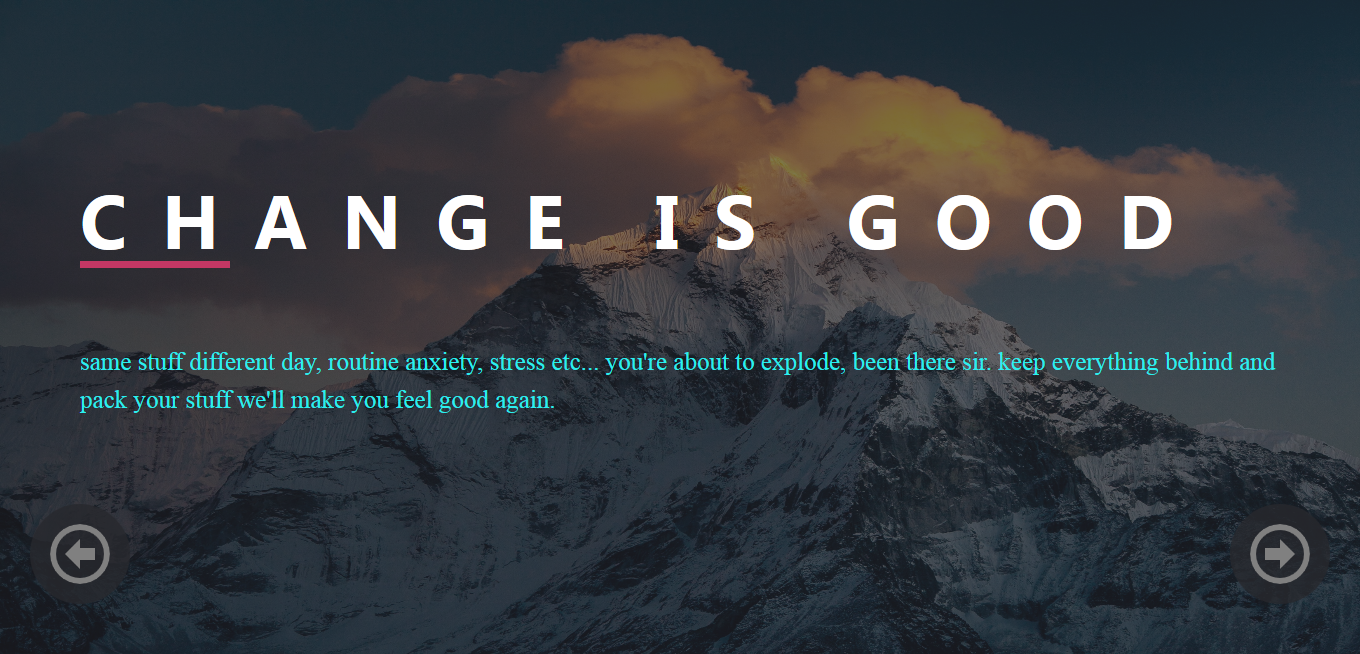 CHANGE IS GOOD
same stuff different day, routine anxiety, stress etc... you're about to explode, been there sir. keep everything behind and
pack your stuff we'll make you feel good again.